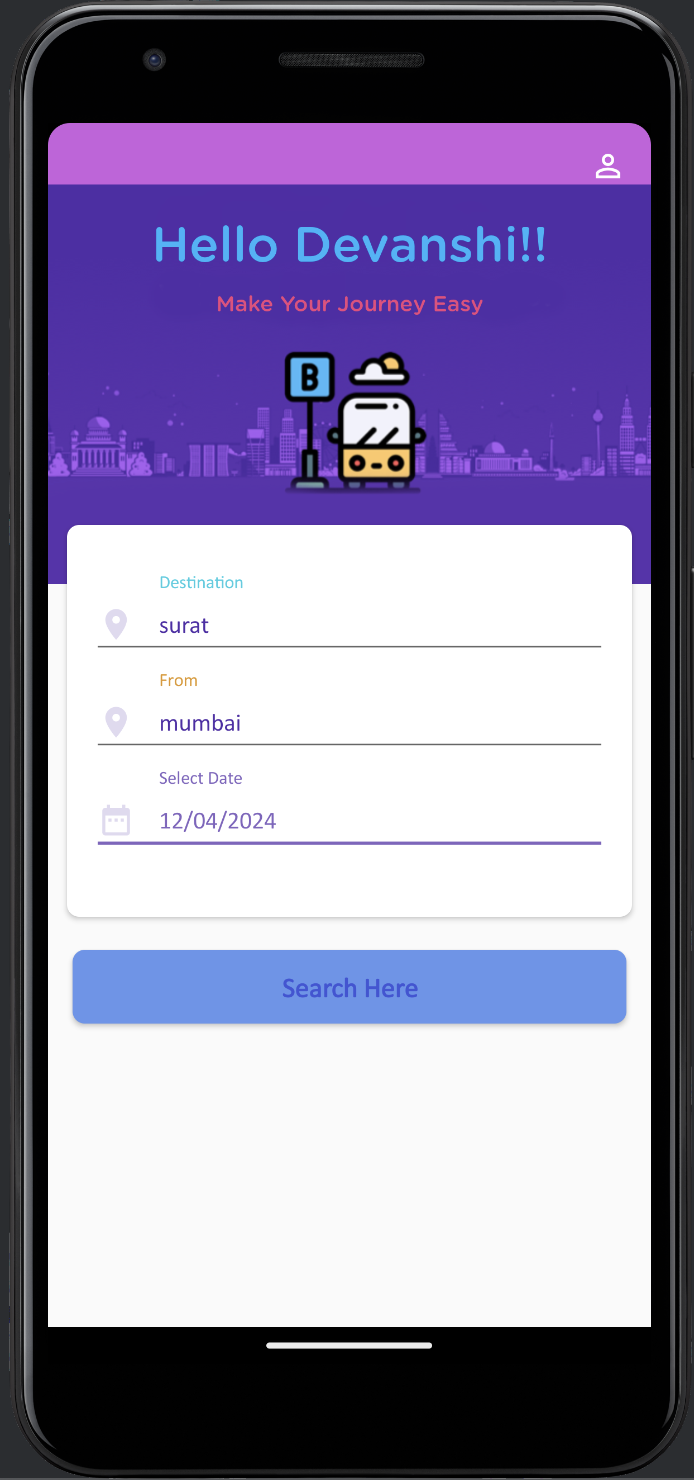 Hello Devanshi!!
Make Your Journey Easy
B
Destination
surat
From
mumbai
Select Date
12/04/2024
Search Here